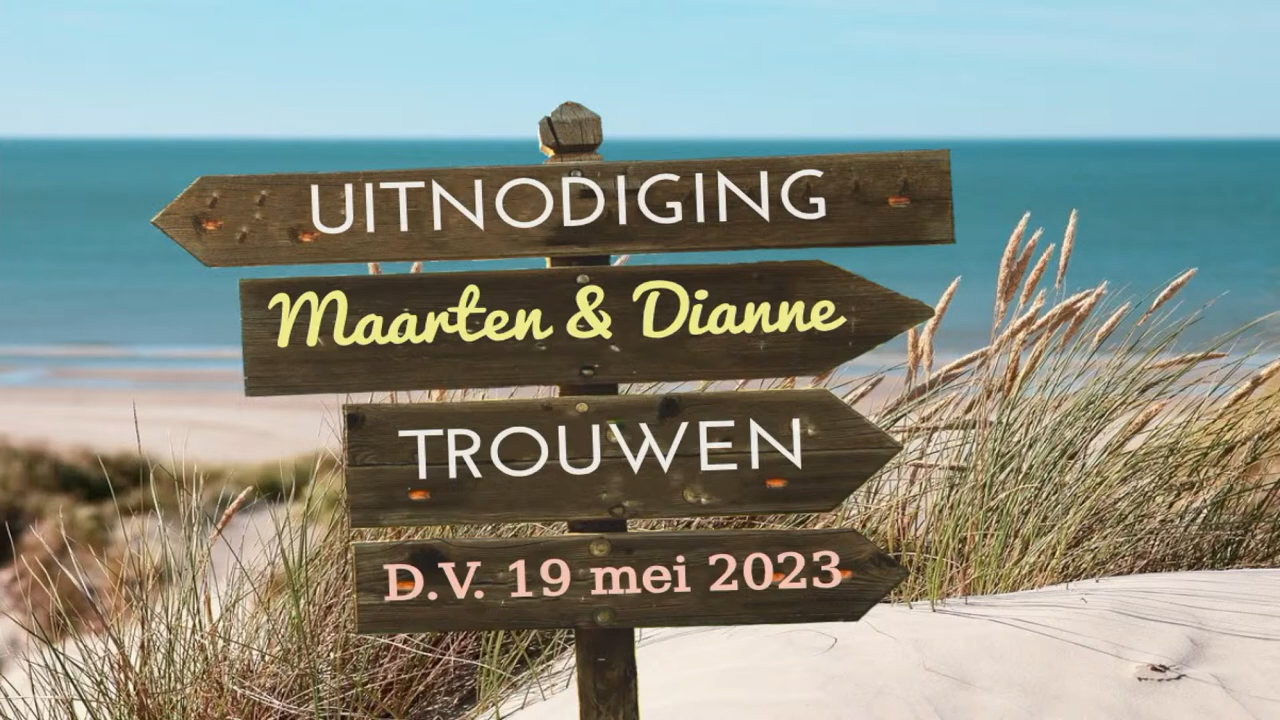 UITNODIGING
Maarten & Dianne
TROUWEN
D.V. 19 mei 2023